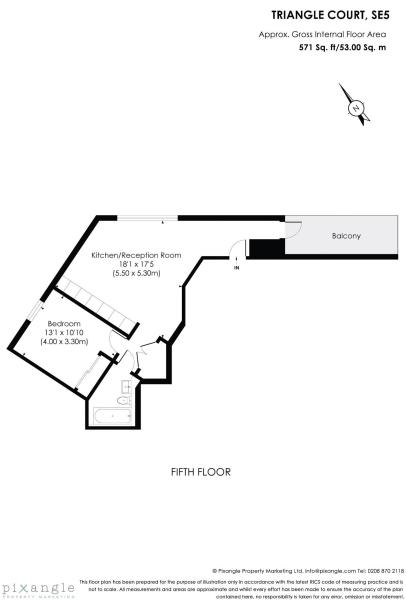 TRIANGLE COURT, SE5
Approx. Gross Internal Floor Area
571 Sq. ft/53.00 Sq. m
N
Balcony
Kitchen/Reception Room
18'1 x 17'5
(5.50 x 5.30m)
IN
Bedroom
13'1 x 10'10
(4.00 x 3.30m)
FIFTH FLOOR
© Pixangle Property Marketing Ltd. info@pixangle.com Tel: 0208 870 2118
pixangle
PROPERTY MARKETING
This floor plan has been prepared for the purpose of illustration only in accordance with the latest RICS code of measuring practice and is
not to scale. All measurements and areas are approximate and whilst every effort has been made to ensure the accuracy of the plan
contained here, no responsibility is taken for any error, omission or misstatement.